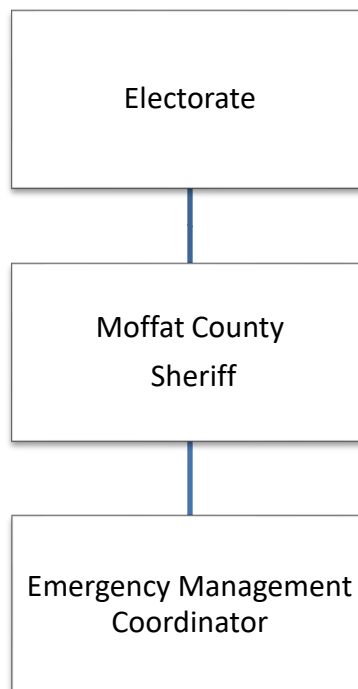 Electorate
Moffat County
Sheriff
Emergency Management
Coordinator